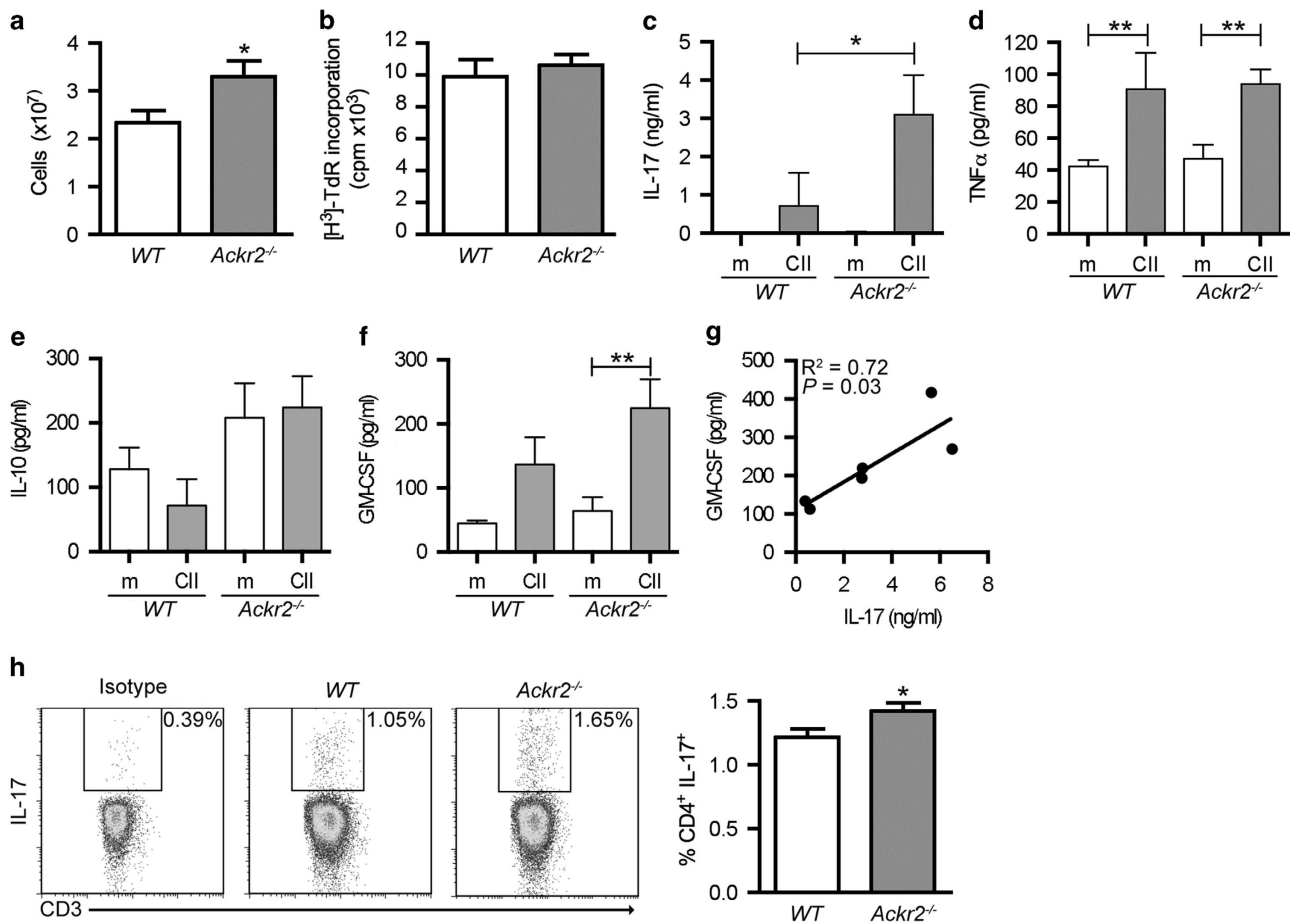 a
Cells (x10⁷)
4
3
2
1
0
*
WT
Ackr2⁻/⁻
b
[H³]-TdR incorporation
(cpm x10³)
12
10
8
6
4
2
0
WT
Ackr2⁻/⁻
c
IL-17 (ng/ml)
5
4
3
2
1
0
*
m CII m CII
WT Ackr2⁻/⁻
d
TNFα (pg/ml)
120
100
80
60
40
20
0
** **
m CII m CII
WT Ackr2⁻/⁻
e
IL-10 (pg/ml)
300
200
100
0
m CII m CII
WT Ackr2⁻/⁻
f
GM-CSF (pg/ml)
300
200
100
0
**
m CII m CII
WT Ackr2⁻/⁻
g
GM-CSF (pg/ml)
500
400
300
200
100
0
R² = 0.72
P = 0.03
0 2 4 6 8
IL-17 (ng/ml)
h
Isotype WT Ackr2⁻/⁻
0.39% 1.05% 1.65%
IL-17
CD3
% CD4⁺ IL-17⁺
1.5
1.0
0.5
0.0
*
WT
Ackr2⁻/⁻